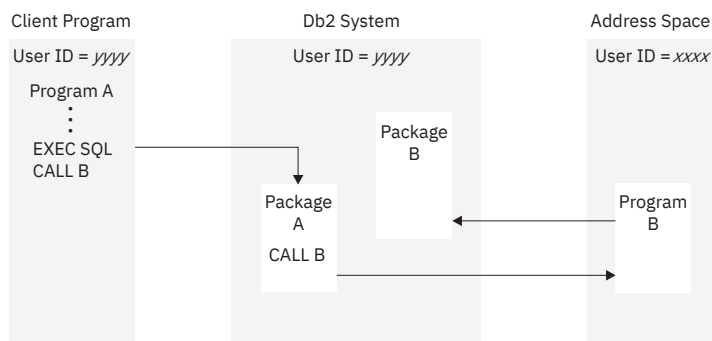 Client Program
User ID = yyyy
Program A
EXEC SQL
CALL B
Db2 System
User ID = yyyy
Package
B
Package
A
CALL B
Address Space
User ID = xxxx
Program
B